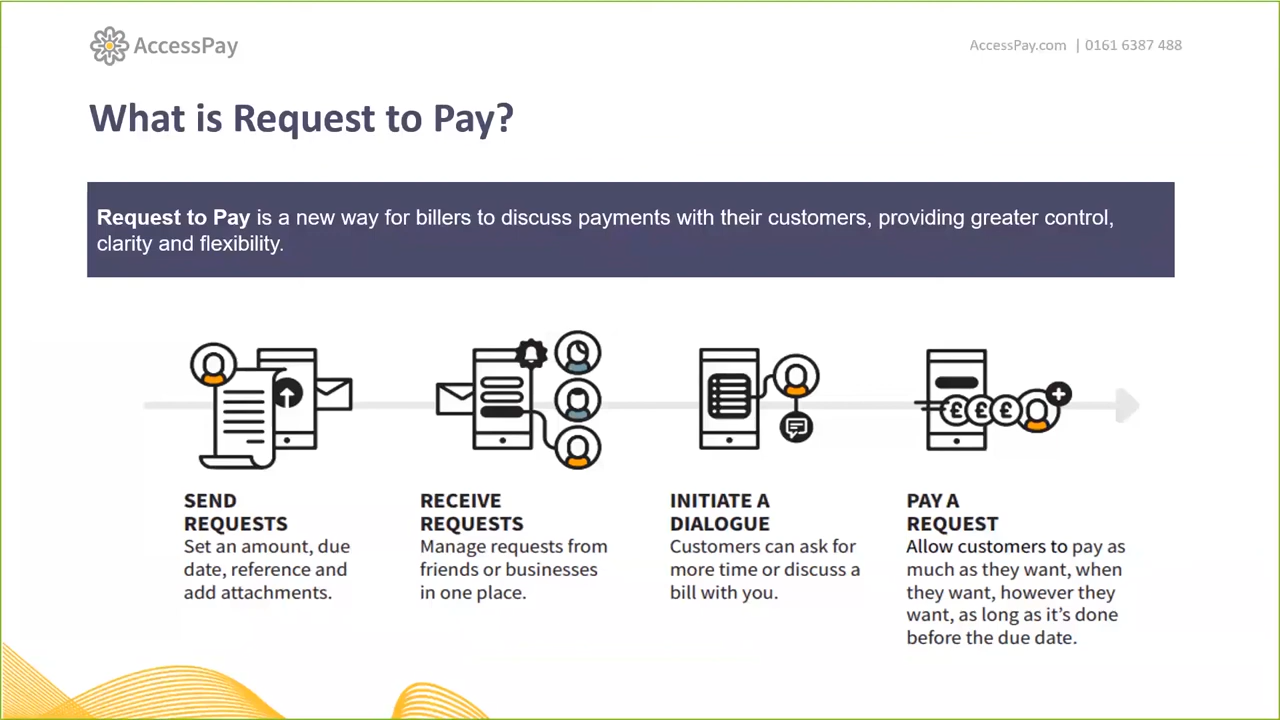 AccessPay
AccessPay.com | 0161 6387 488
What is Request to Pay?
Request to Pay is a new way for billers to discuss payments with their customers, providing greater control,
clarity and flexibility.
SEND
REQUESTS
Set an amount, due
date, reference and
add attachments.
RECEIVE
REQUESTS
Manage requests from
friends or businesses
in one place.
INITIATE A
DIALOGUE
Customers can ask for
more time or discuss a
bill with you.
£ £ £
PAY A
REQUEST
Allow customers to pay as
much as they want, when
they want, however they
want, as long as it’s done
before the due date.